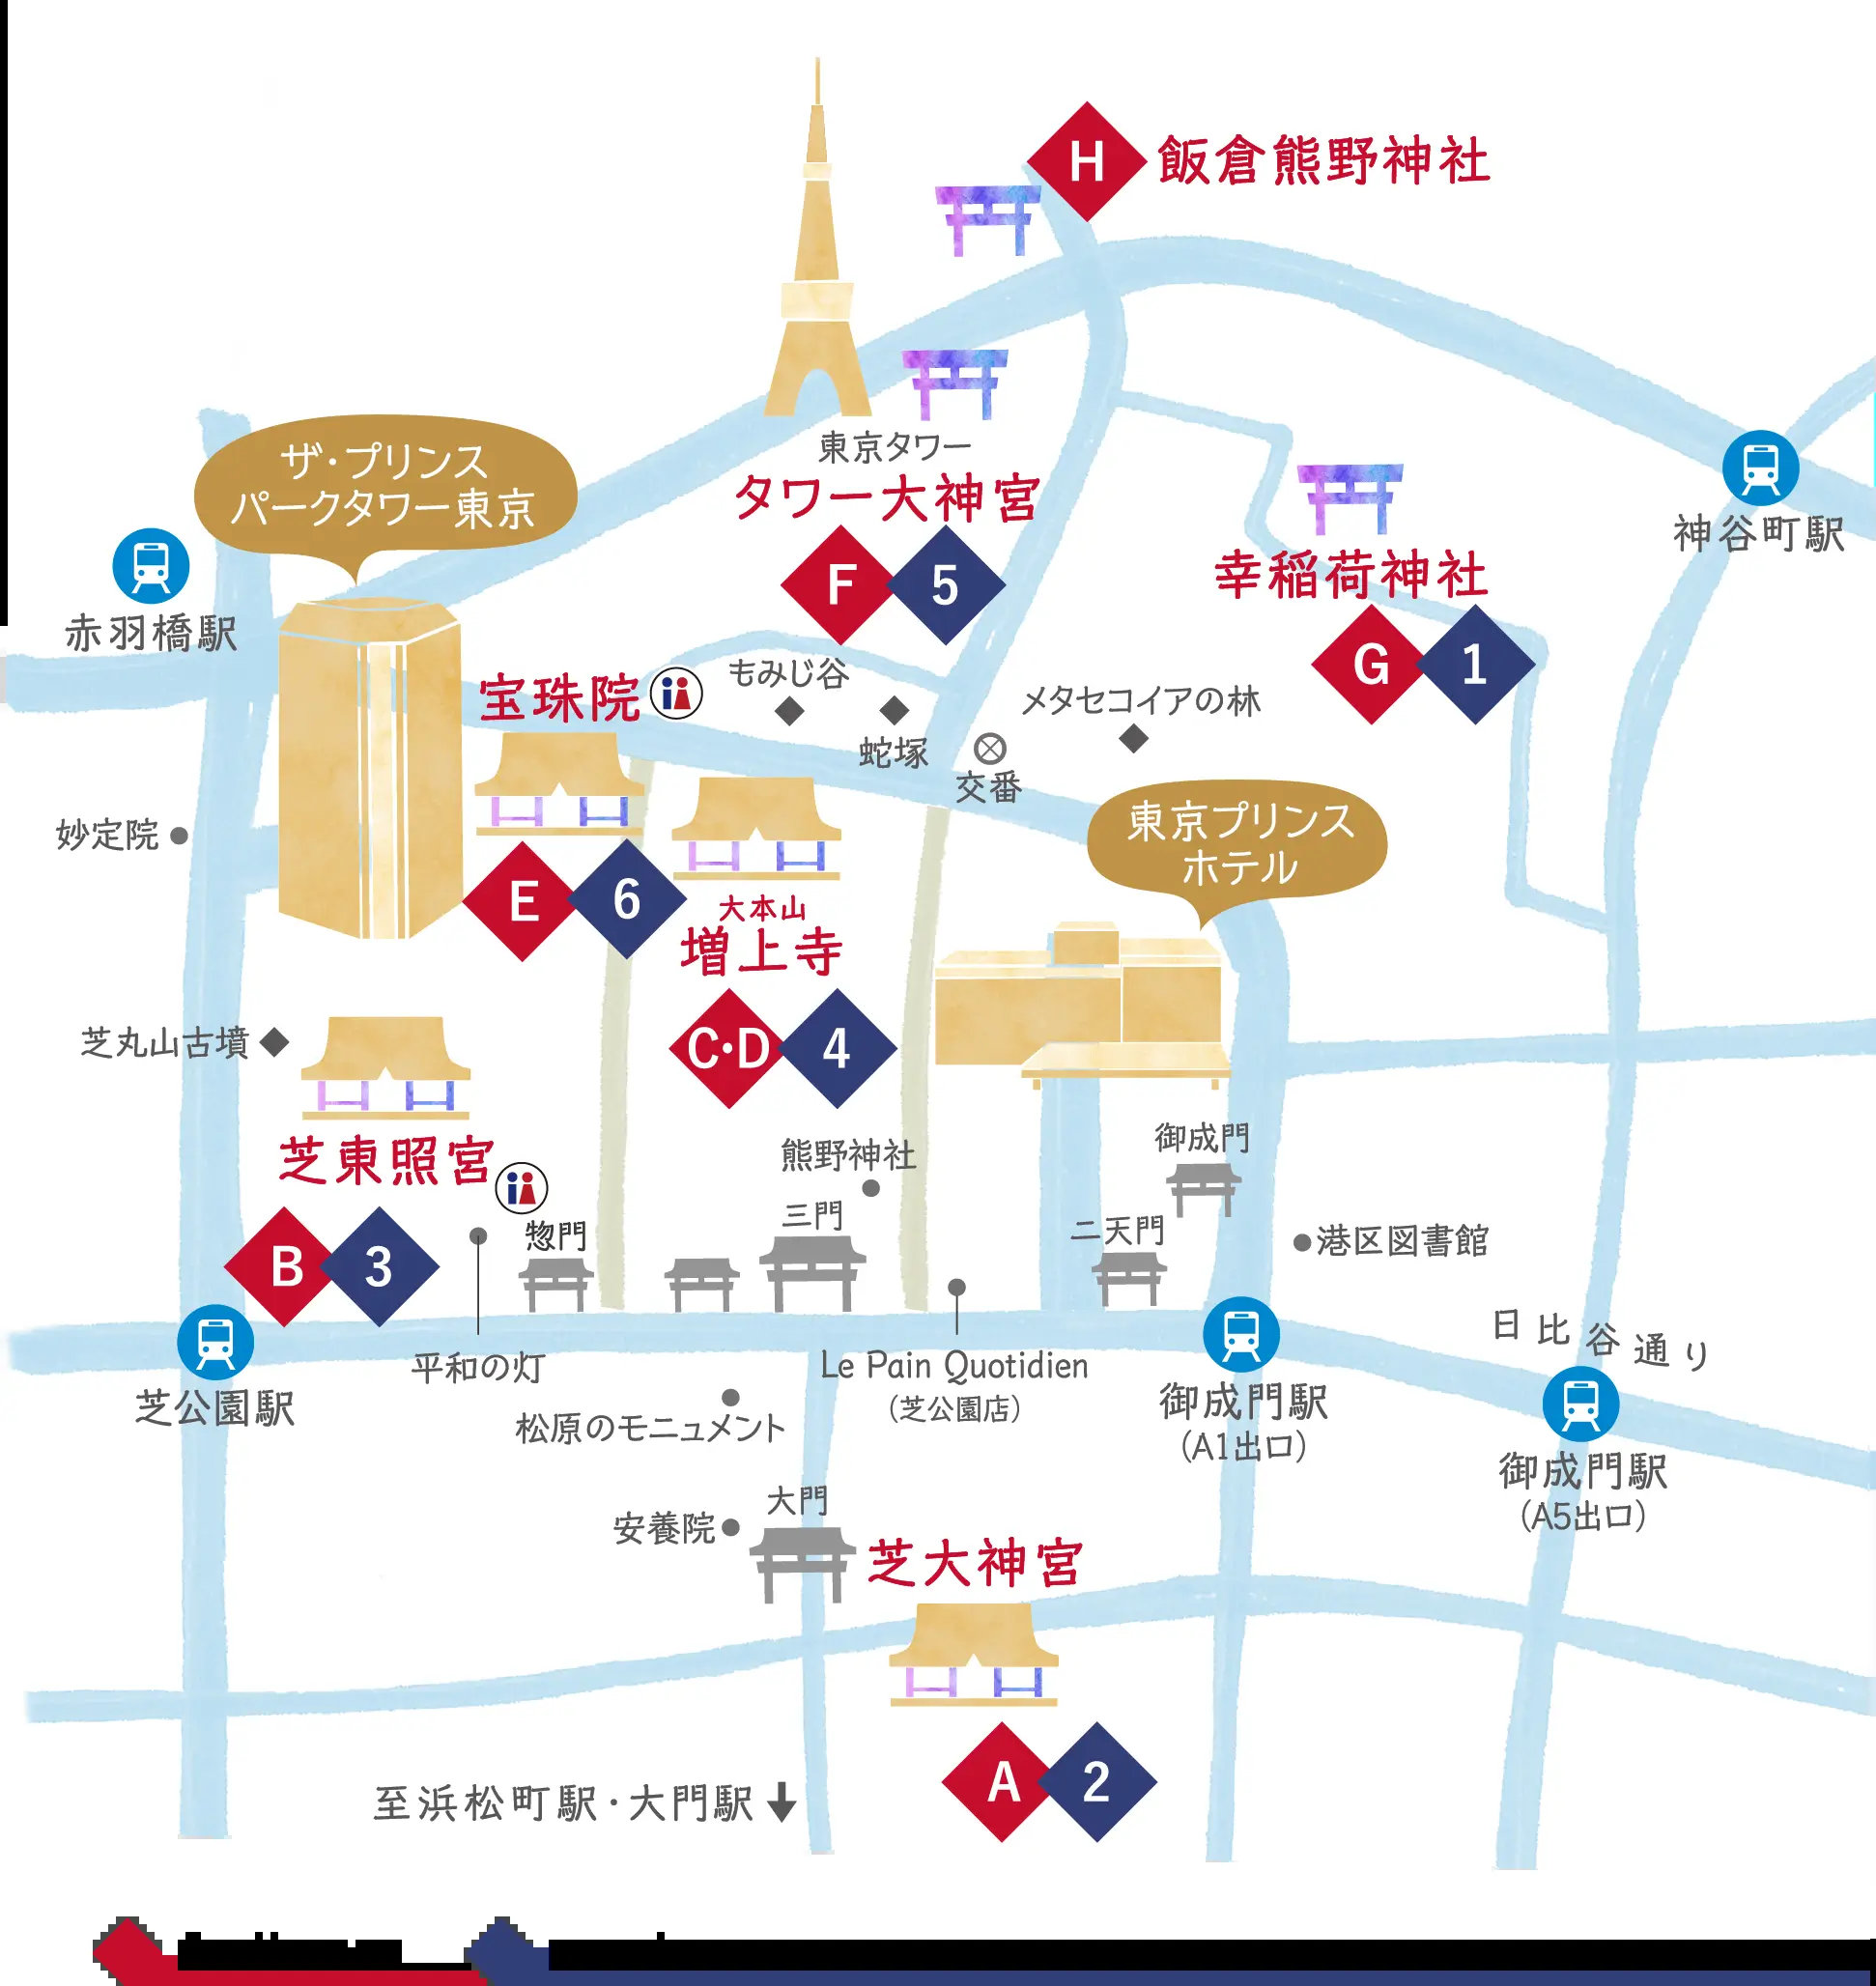 H
飯倉熊野神社
ザ・プリンス
パークタワー東京
東京タワー
タワー大神宮
F
5
神谷町駅
幸稲荷神社
G
1
赤羽橋駅
宝珠院
もみじ谷
蛇塚
交番
メタセコイアの林
東京プリンス
ホテル
妙定院
E
6
大本山
増上寺
C・D
4
芝丸山古墳
芝東照宮
B
3
熊野神社
三門
惣門
御成門
二天門
港区図書館
日比谷通り
芝公園駅
平和の灯
Le Pain Quotidien
(芝公園店)
松原のモニュメント
御成門駅
(A1出口)
御成門駅
(A5出口)
大門
安養院
芝大神宮
A
2
至浜松町駅・大門駅